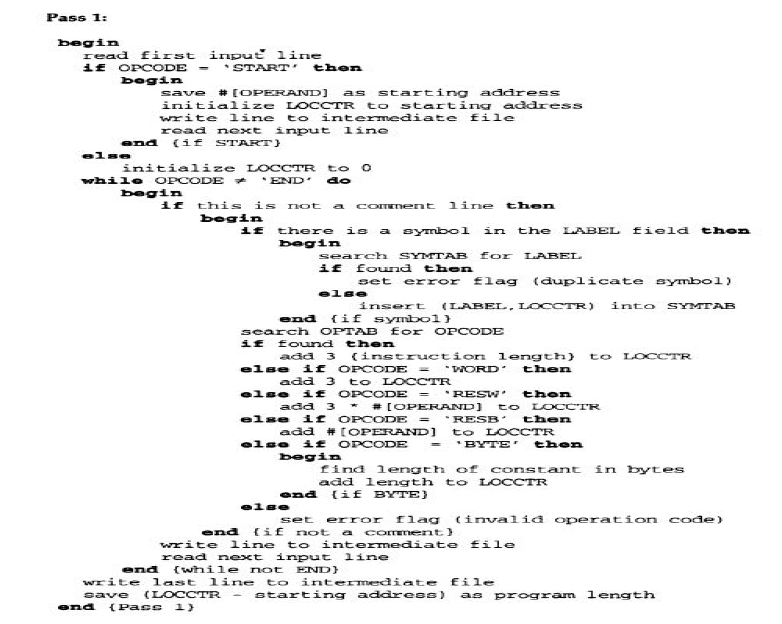 Pass 1:
begin
read first input line
if OPCODE = 'START' then
begin
save #[OPERAND] as starting address
initialize LOCCTR to starting address
write line to intermediate file
read next input line
end {if START}
else
initialize LOCCTR to 0
while OPCODE ≠ 'END' do
begin
if this is not a comment line then
begin
if there is a symbol in the LABEL field then
begin
search SYMTAB for LABEL
if found then
set error flag (duplicate symbol)
else
insert (LABEL,LOCCTR) into SYMTAB
end {if symbol}
search OPTAB for OPCODE
if found then
add 3 {instruction length} to LOCCTR
else if OPCODE = 'WORD' then
add 3 to LOCCTR
else if OPCODE = 'RESW' then
add 3 * #[OPERAND] to LOCCTR
else if OPCODE = 'RESB' then
add #[OPERAND] to LOCCTR
else if OPCODE = 'BYTE' then
begin
find length of constant in bytes
add length to LOCCTR
end {if BYTE}
else
set error flag (invalid operation code)
end {if not a comment}
write line to intermediate file
read next input line
end {while not END}
write last line to intermediate file
save (LOCCTR - starting address) as program length
end {Pass 1}